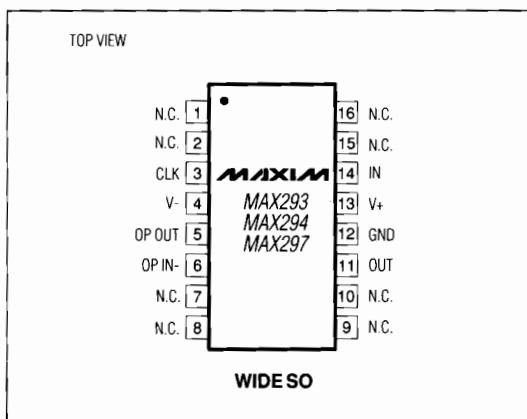 TOP VIEW
N.C. 1 16 N.C.
N.C. 2 15 N.C.
CLK 3 MAXIM 14 IN
V- 4 MAX293 13 V+
OP OUT 5 MAX294 12 GND
OP IN- 6 MAX297 11 OUT
N.C. 7 10 N.C.
N.C. 8 9 N.C.
WIDE SO